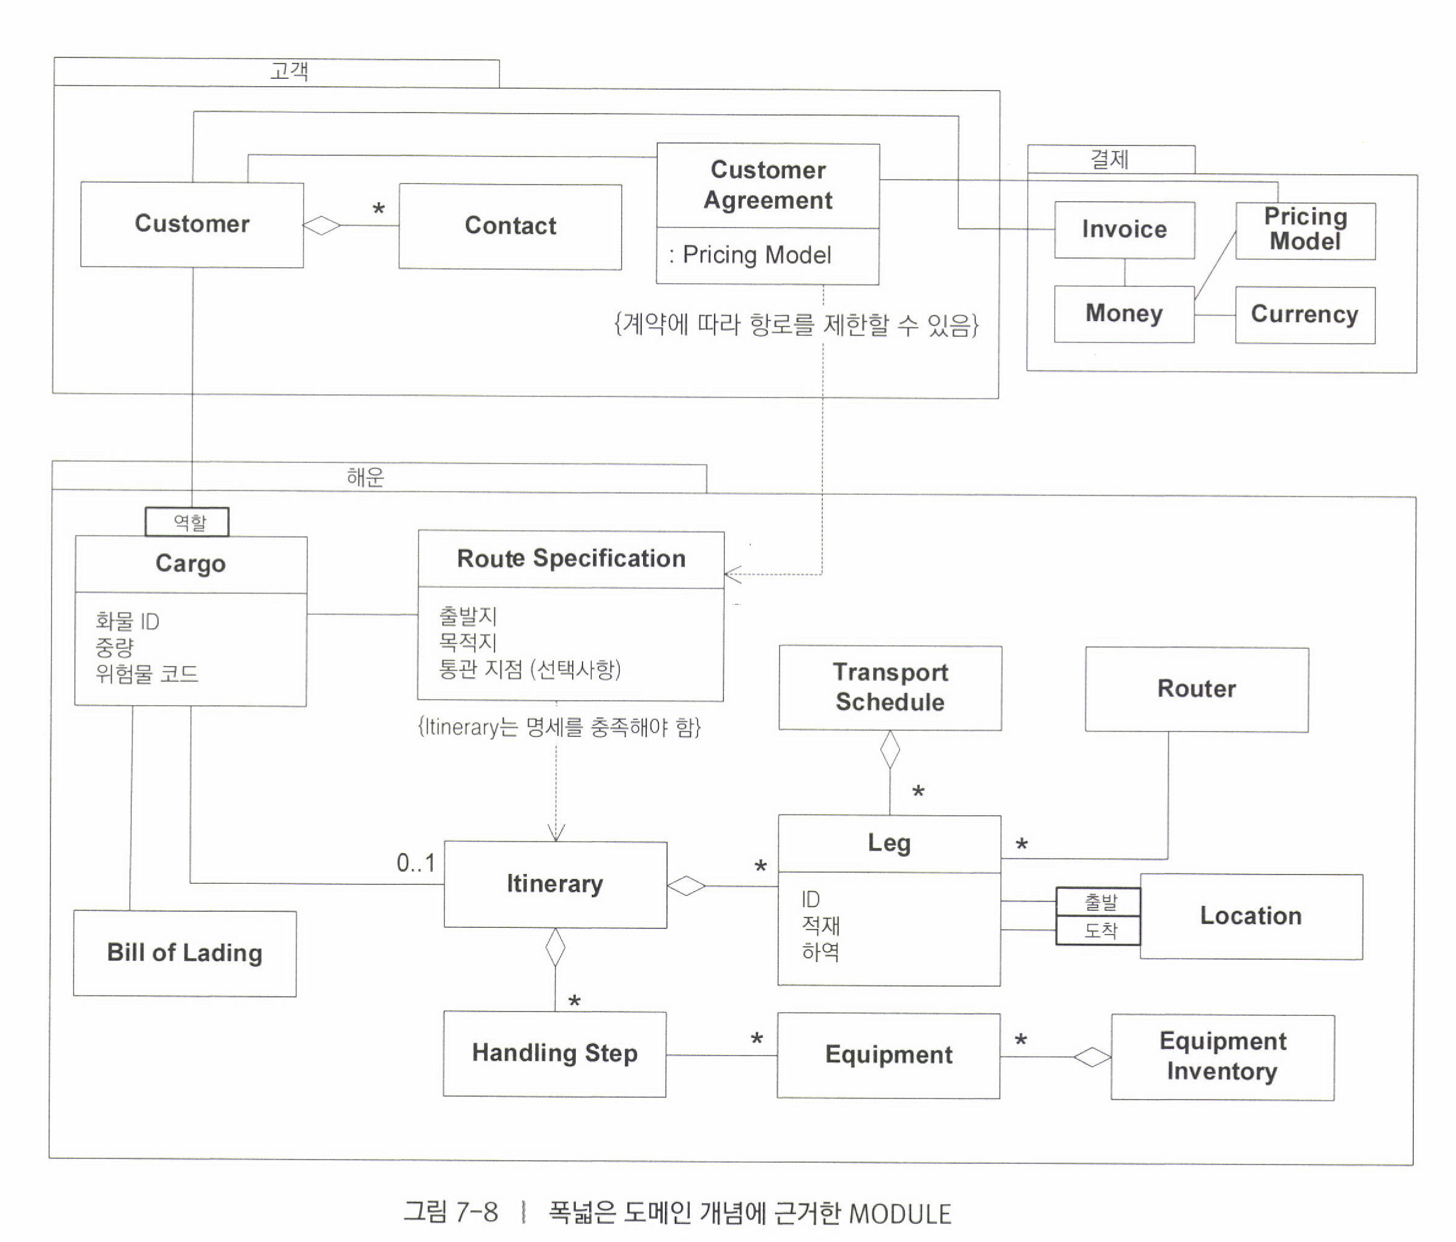 고객
Customer
*
Contact
Customer
Agreement
: Pricing Model
{계약에 따라 항로를 제한할 수 있음}
결제
Invoice
Pricing
Model
Money
Currency
해운
역할
Cargo
화물 ID
중량
위험물 코드
Route Specification
출발지
목적지
통관 지점 (선택사항)
{Itinerary는 명세를 충족해야 함}
Transport
Schedule
*
Router
*
0..1
Itinerary
*
Leg
ID
적재
하역
출발
도착
Location
Bill of Lading
*
Handling Step
*
Equipment
*
Equipment
Inventory
그림 7-8 | 폭넓은 도메인 개념에 근거한 MODULE